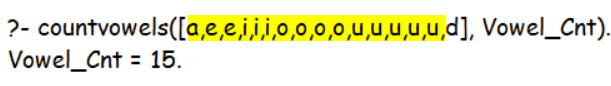 ?- countvowels([a,e,e,i,i,i,o,o,o,o,u,u,u,u,u,d], Vowel_Cnt).
Vowel_Cnt = 15.